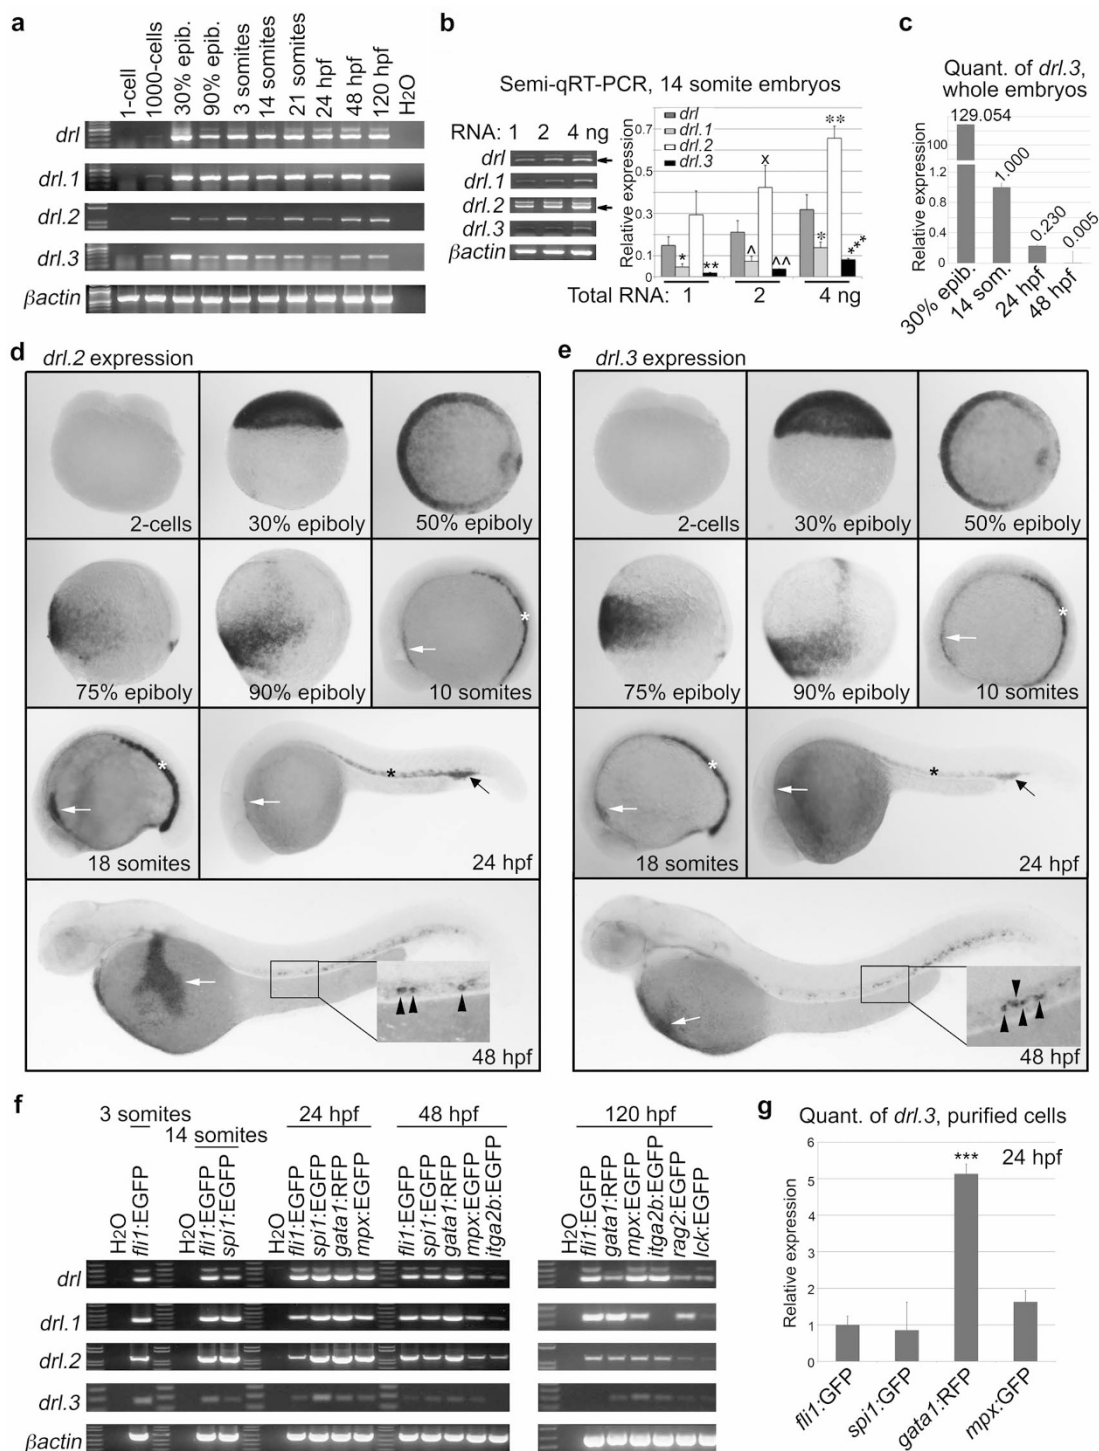 a
1-cell
1000-cells
30% epib.
90% epib.
3 somites
14 somites
21 somites
24 hpf
48 hpf
120 hpf
H2O
drl
drl.1
drl.2
drl.3
βactin
b
Semi-qRT-PCR, 14 somite embryos
RNA: 1 2 4 ng
drl
drl.1
drl.2
drl.3
βactin
Relative expression
0.7
0.6
0.3
0.1
0
drl
drl.1
drl.2
drl.3
* ** ^ x ^^ * ** ***
Total RNA: 1 2 4 ng
c
Quant. of drl.3,
whole embryos
Relative expression
129.054
100
1.2
1.000
0.8
0.4
0.230
0.005
0
30% epib.
14 som.
24 hpf
48 hpf
d drl.2 expression
2-cells
30% epiboly
50% epiboly
75% epiboly
90% epiboly
*
10 somites
*
18 somites
*
24 hpf
48 hpf
e drl.3 expression
2-cells
30% epiboly
50% epiboly
75% epiboly
90% epiboly
*
10 somites
*
18 somites
*
24 hpf
48 hpf
f
3 somites
14 somites
24 hpf
48 hpf
120 hpf
H2O
fli1:EGFP
H2O
fli1:EGFP
spi1:EGFP
H2O
fli1:EGFP
spi1:EGFP
gata1:RFP
mpx:EGFP
fli1:EGFP
spi1:EGFP
gata1:RFP
mpx:EGFP
itga2b:EGFP
H2O
fli1:EGFP
gata1:RFP
mpx:EGFP
itga2b:EGFP
rag2:EGFP
lck:EGFP
drl
drl.1
drl.2
drl.3
βactin
g
Quant. of drl.3, purified cells
24 hpf
***
Relative expression
6
5
4
3
2
1
0
fli1:GFP
spi1:GFP
gata1:RFP
mpx:GFP